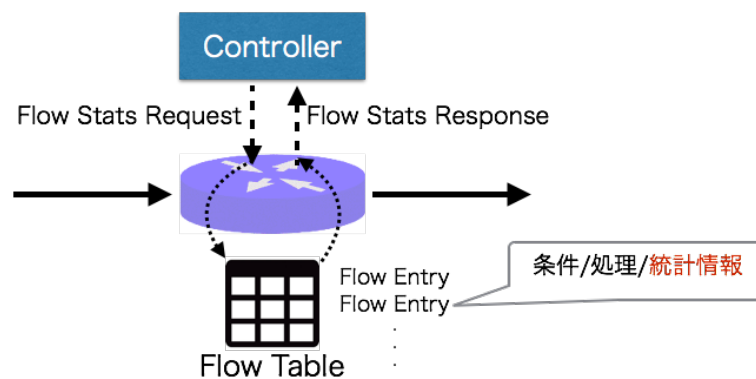 Controller
Flow Stats Request
Flow Stats Response
条件/処理/統計情報
Flow Entry
Flow Entry
Flow Table